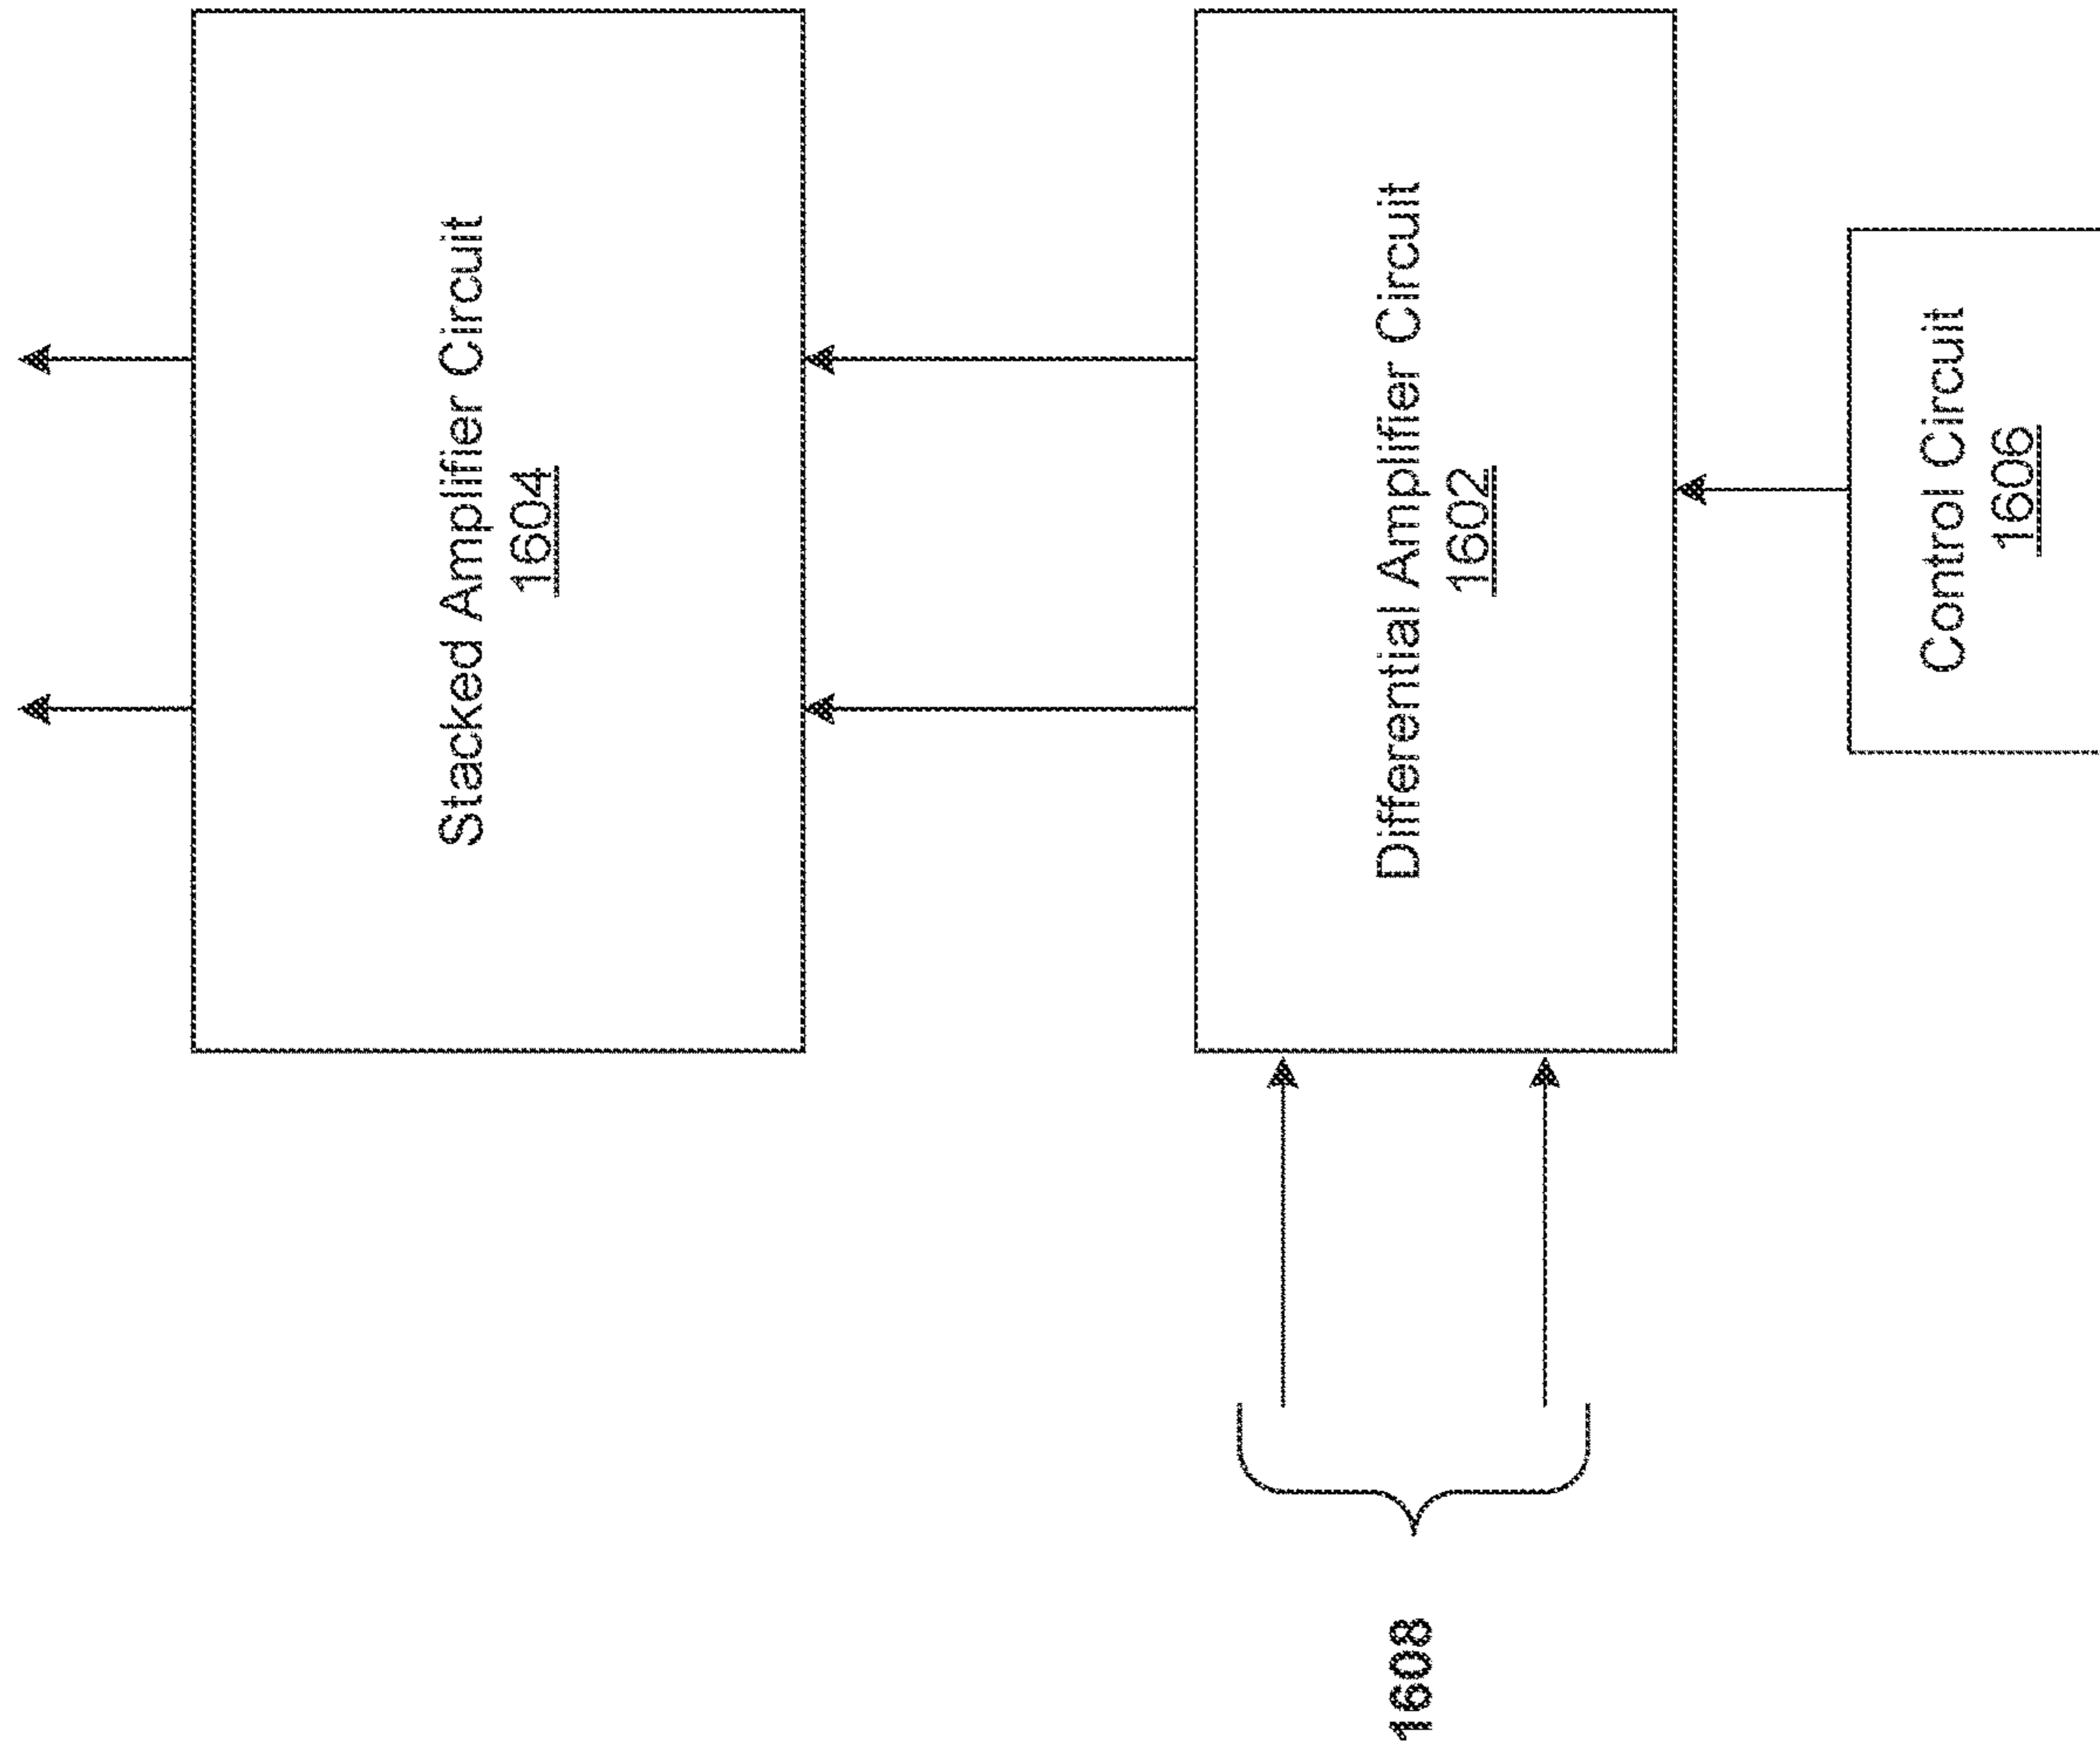 Stacked Amplifier Circuit
1604
Differential Amplifier Circuit
1602
Control Circuit
1606
1608